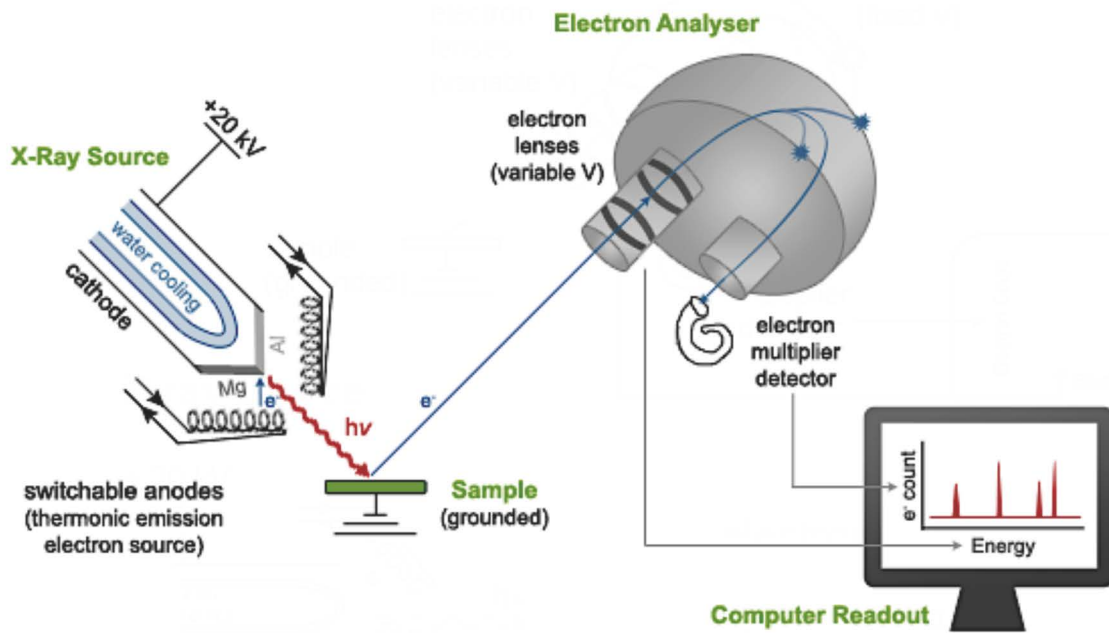 Electron Analyser
+20 kV
X-Ray Source
electron
lenses
(variable V)
water cooling
cathode
Al
Mg
e-
hν
e-
electron
multiplier
detector
switchable anodes
(thermonic emission
electron source)
Sample
(grounded)
e- count
Energy
Computer Readout